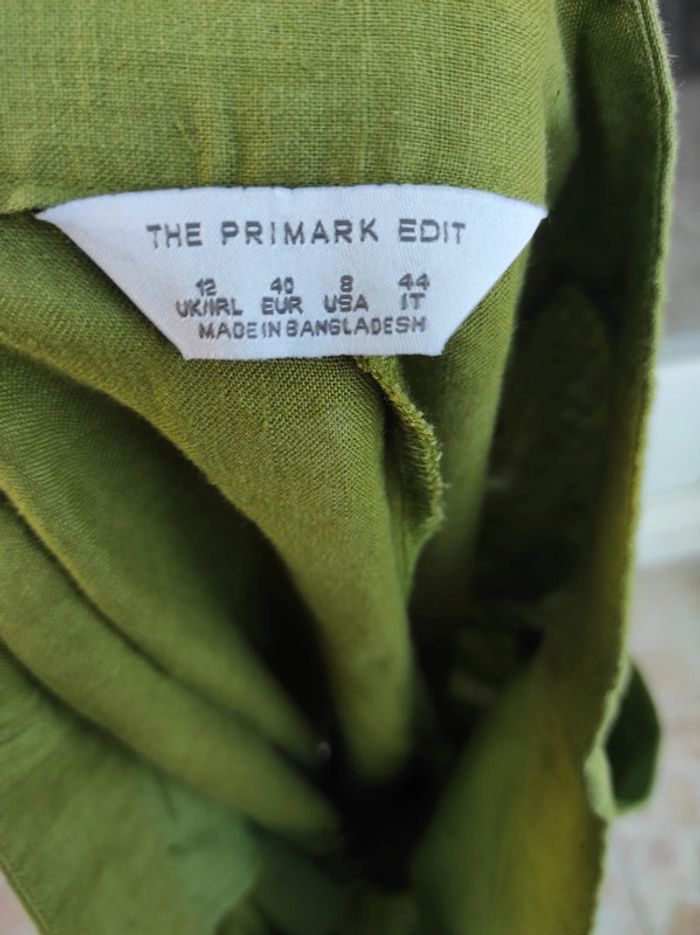 THE PRIMARK EDIT
12 40 8 44
UK/IRL EUR USA IT
MADE IN BANGLADESH